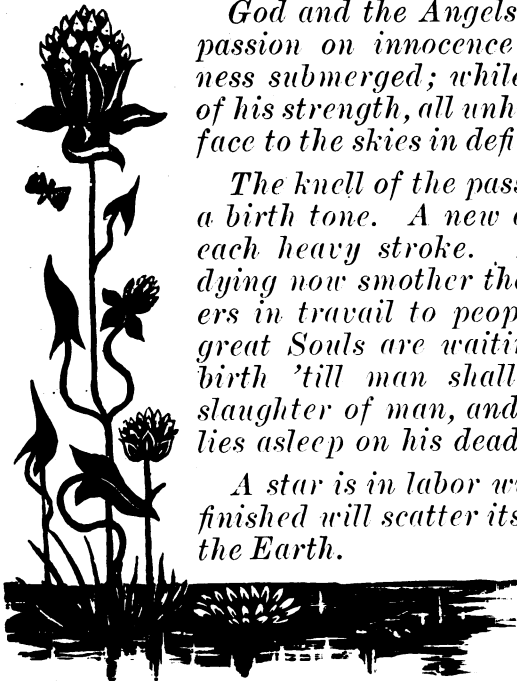 God and the Angels
passion on innocence
ness submerged; while
of his strength, all unh
face to the skies in defi
The knell of the pass
a birth tone. A new
each heavy stroke.
dying now smother the
ers in travail to peop
great Souls are waitin
birth ’till man shall
slaughter of man, and
lies asleep on his dead
A star is in labor w
finished will scatter its
the Earth.